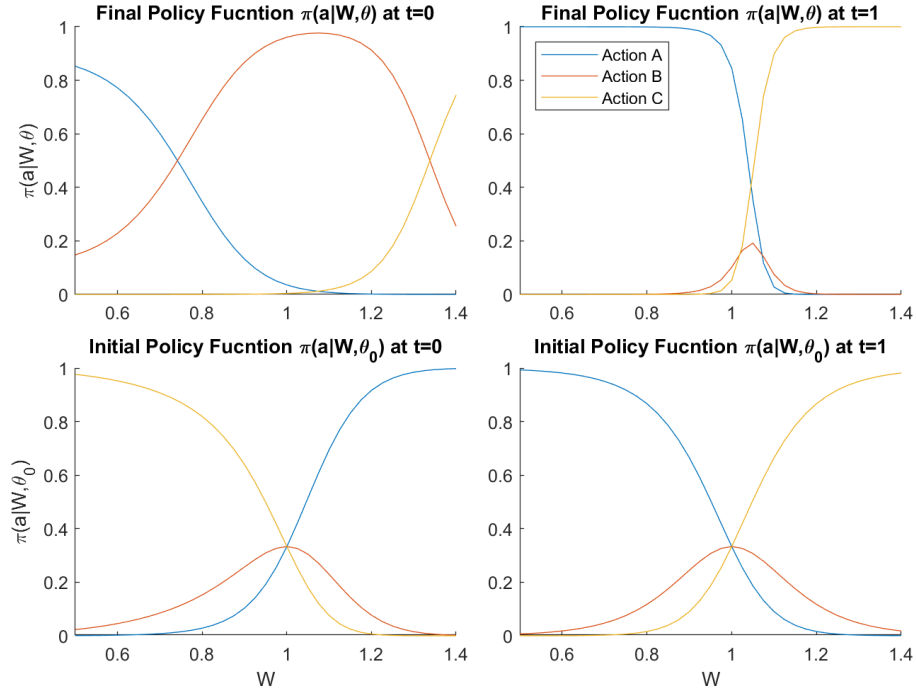 Final Policy Fucntion π(a|W,θ) at t=0
Final Policy Fucntion π(a|W,θ) at t=1
π(a|W,θ)
1
0.8
0.6
0.4
0.2
0
0.6 0.8 1 1.2 1.4
1
0.8
0.6
0.4
0.2
0
0.6 0.8 1 1.2 1.4
Action A
Action B
Action C
Initial Policy Fucntion π(a|W,θ₀) at t=0
Initial Policy Fucntion π(a|W,θ₀) at t=1
π(a|W,θ₀)
1
0.8
0.6
0.4
0.2
0
0.6 0.8 1 1.2 1.4
W
1
0.8
0.6
0.4
0.2
0
0.6 0.8 1 1.2 1.4
W